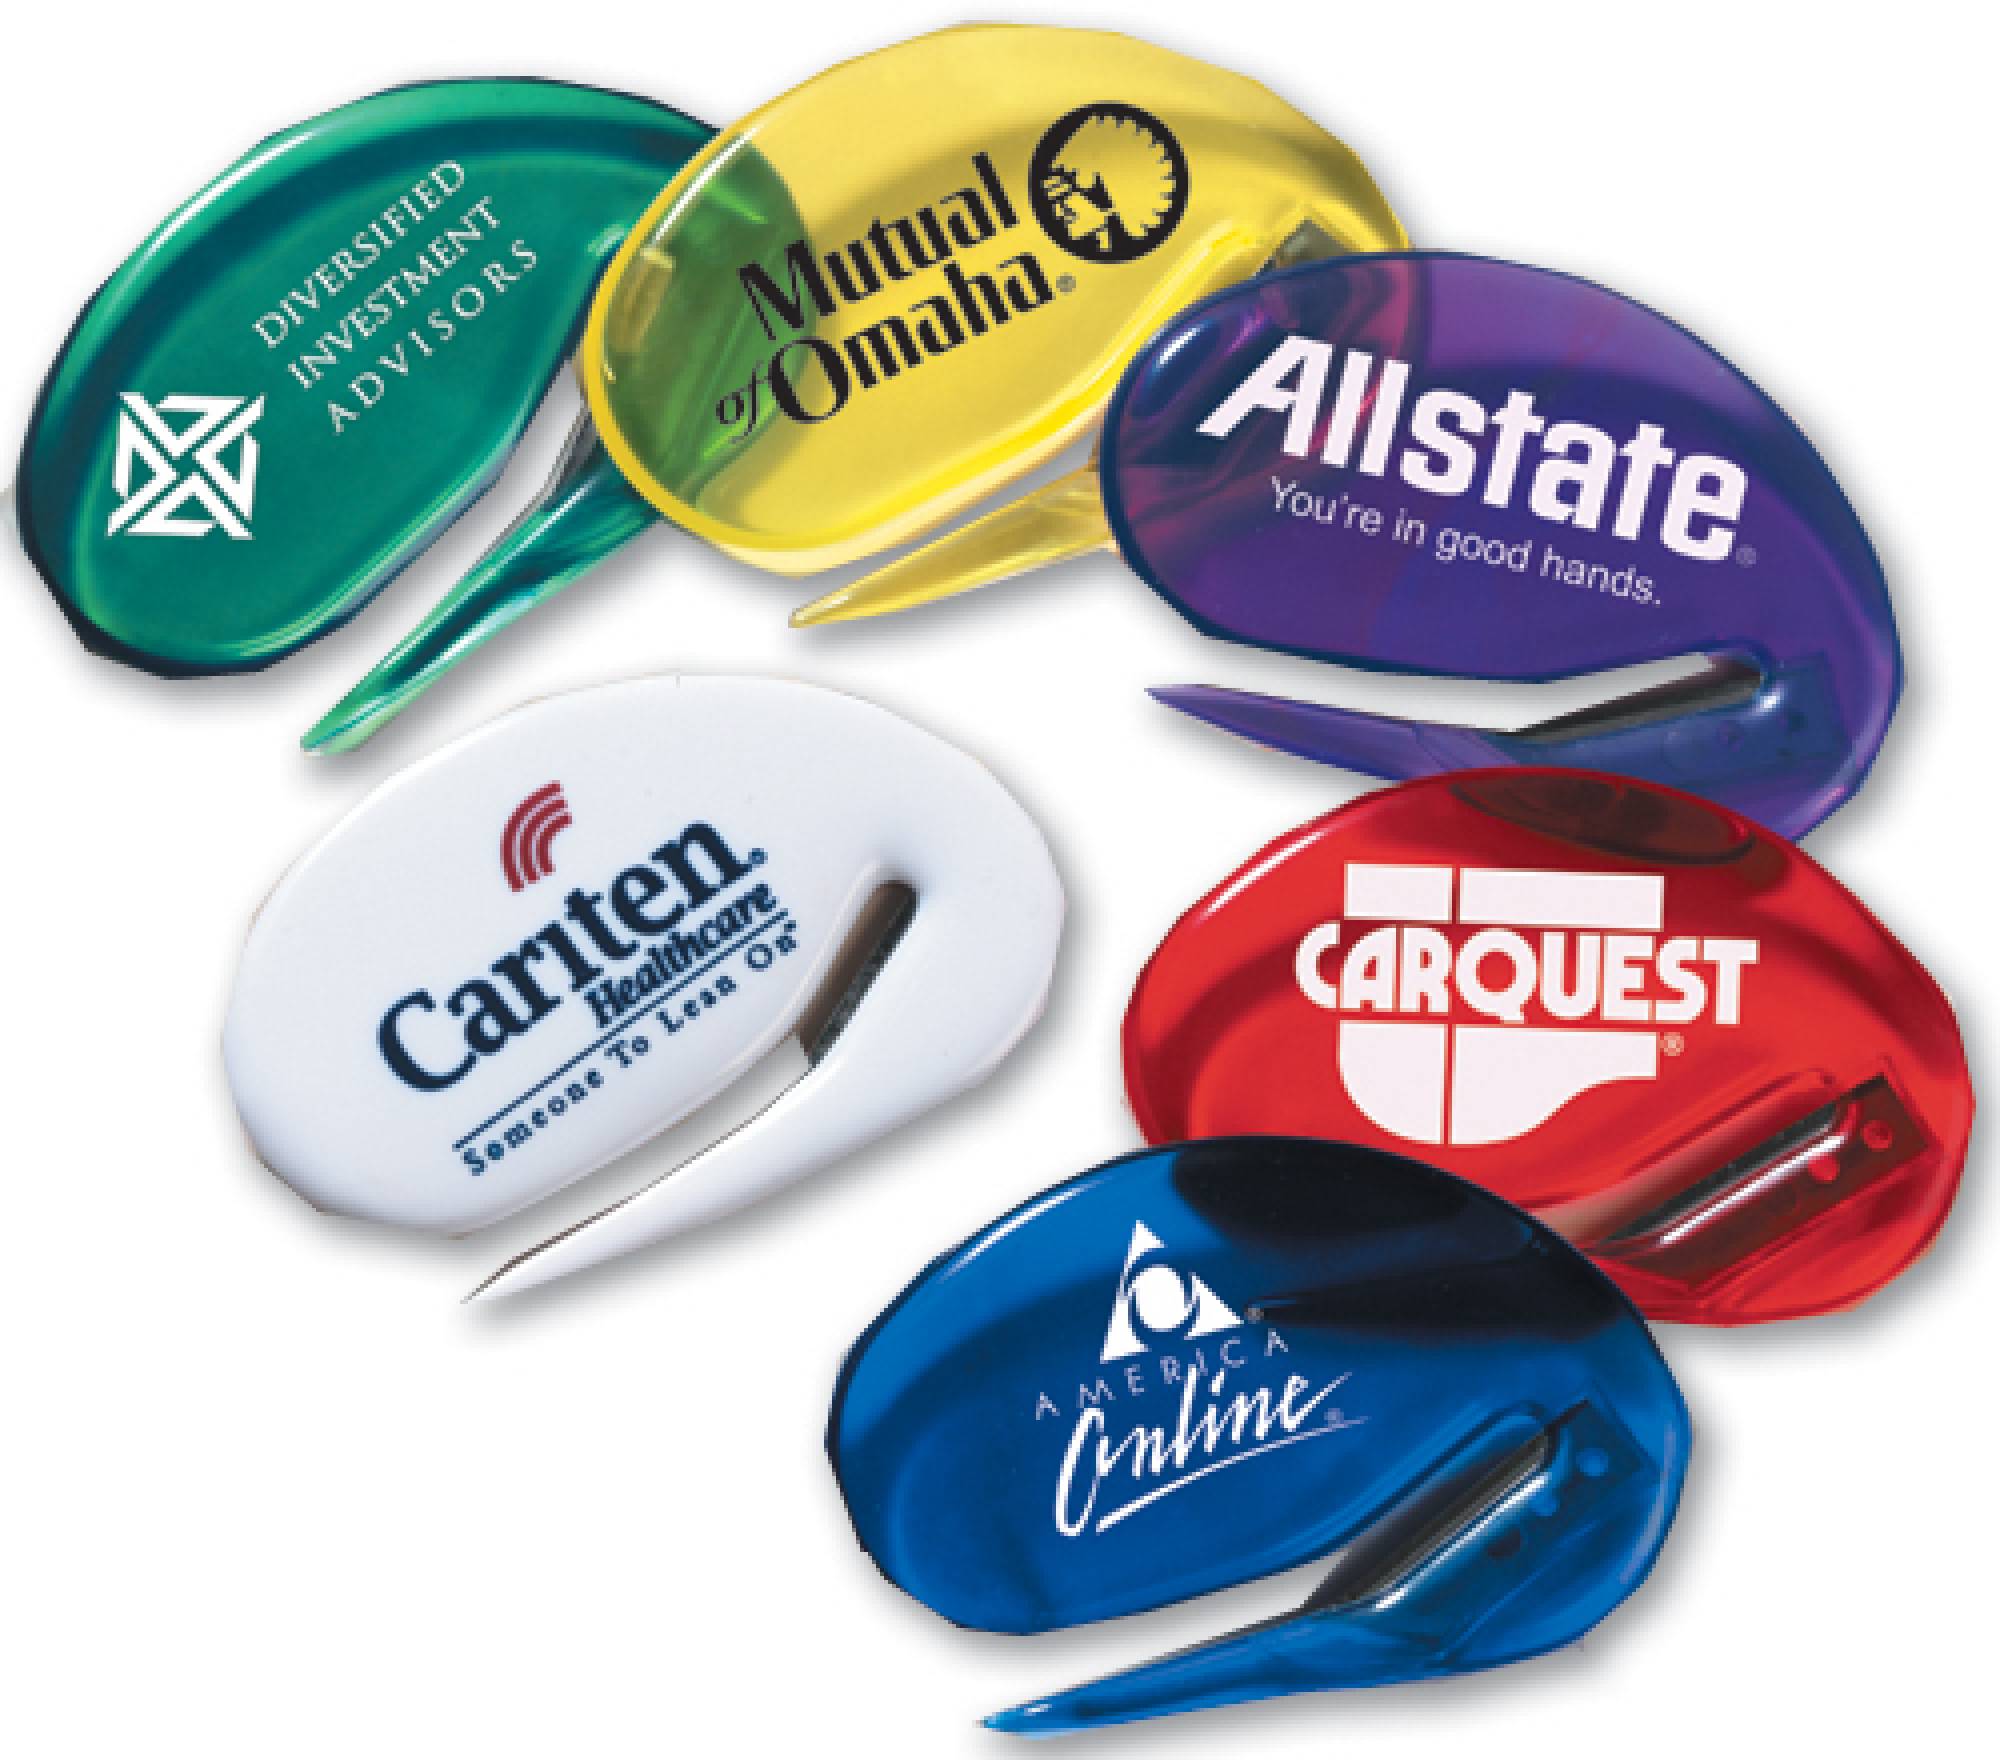 DIVERSIFIED
INVESTMENT
ADVISORS
Mutual
of Omaha®
Allstate®
You're in good hands.
Cariten®
Healthcare
Someone To Lean On
CARQUEST
®
®
AMERICA
Online®